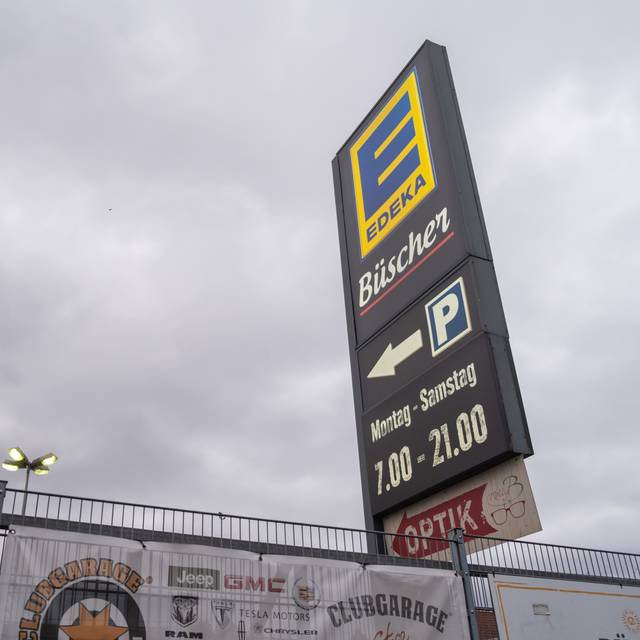 E
EDEKA
Büscher
P
Montag - Samstag
7.00 - 21.00
OPTIK
CLUBGARAGE
Jeep
GMC
RAM
TESLA MOTORS
CHRYSLER
CLUBGARAGE